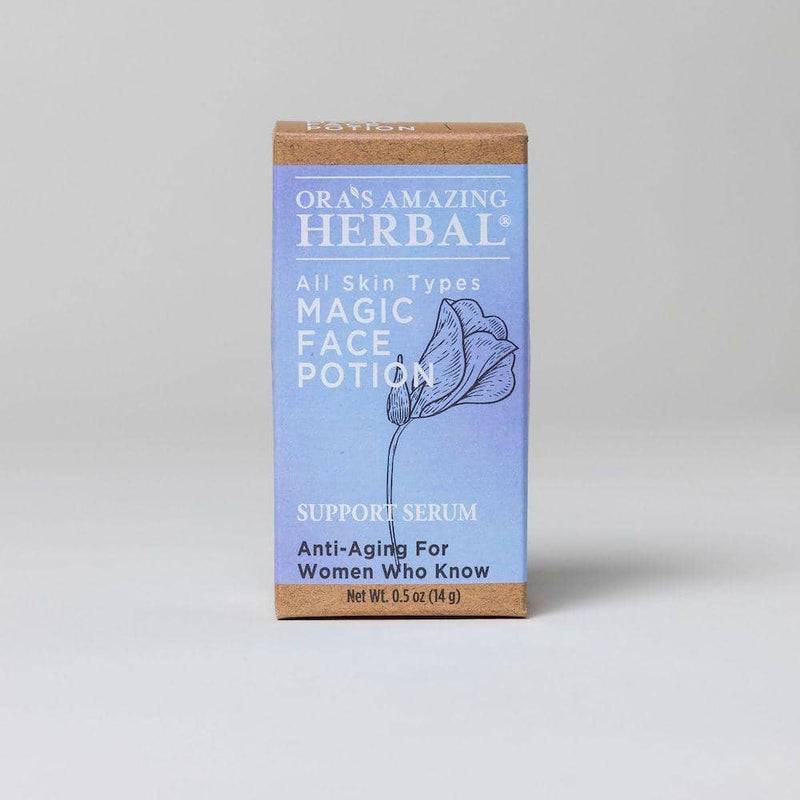 POTION
ORA'S AMAZING
HERBAL®
All Skin Types
MAGIC
FACE
POTION
SUPPORT SERUM
Anti-Aging For
Women Who Know
Net Wt. 0.5 oz (14 g)